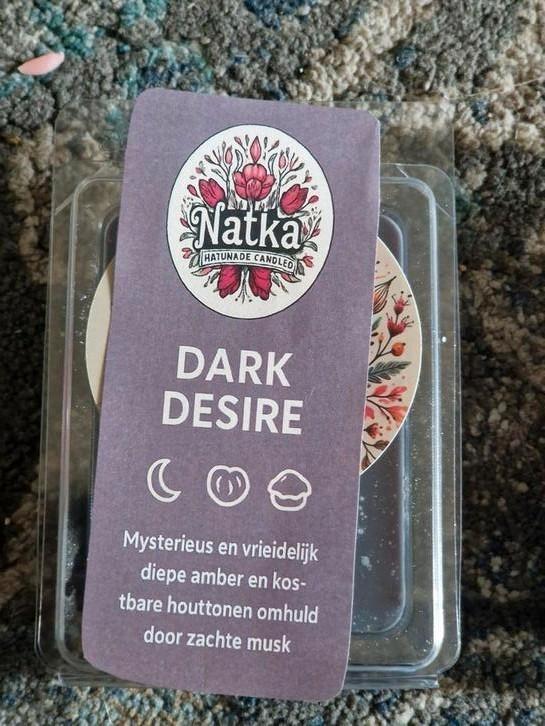 Natka
HATUNADE CANDLED
DARK
DESIRE
Mysterieus en vrieidelijk
diepe amber en kos-
tbare houttonen omhuld
door zachte musk